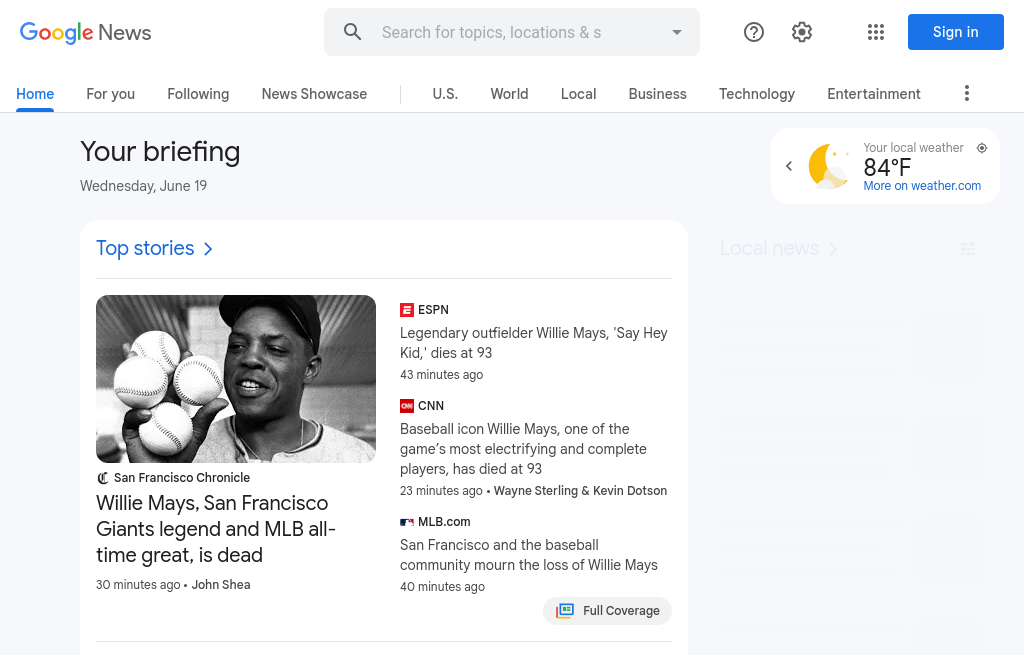 Google News
Search for topics, locations & s
Sign in
Home
For you
Following
News Showcase
U.S.
World
Local
Business
Technology
Entertainment
Your briefing
Wednesday, June 19
Your local weather
84°F
More on weather.com
Top stories
Local news
San Francisco Chronicle
Willie Mays, San Francisco
Giants legend and MLB all-
time great, is dead
30 minutes ago • John Shea
ESPN
Legendary outfielder Willie Mays, 'Say Hey
Kid,' dies at 93
43 minutes ago
CNN
Baseball icon Willie Mays, one of the
game’s most electrifying and complete
players, has died at 93
23 minutes ago • Wayne Sterling & Kevin Dotson
MLB.com
San Francisco and the baseball
community mourn the loss of Willie Mays
40 minutes ago
Full Coverage